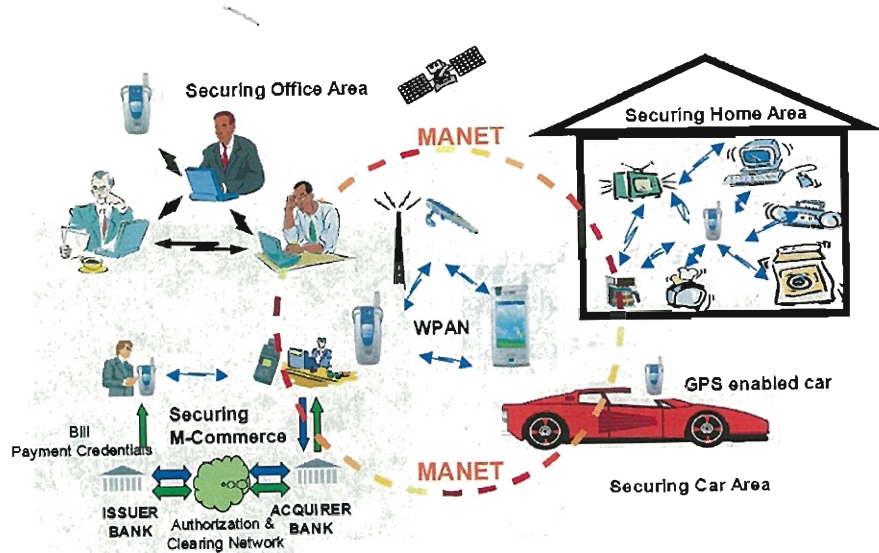 Securing Office Area
MANET
Securing Home Area
WPAN
GPS enabled car
Securing
M-Commerce
Bill
Payment Credentials
MANET
Securing Car Area
ISSUER
BANK
Authorization &
Clearing Network
ACQUIRER
BANK